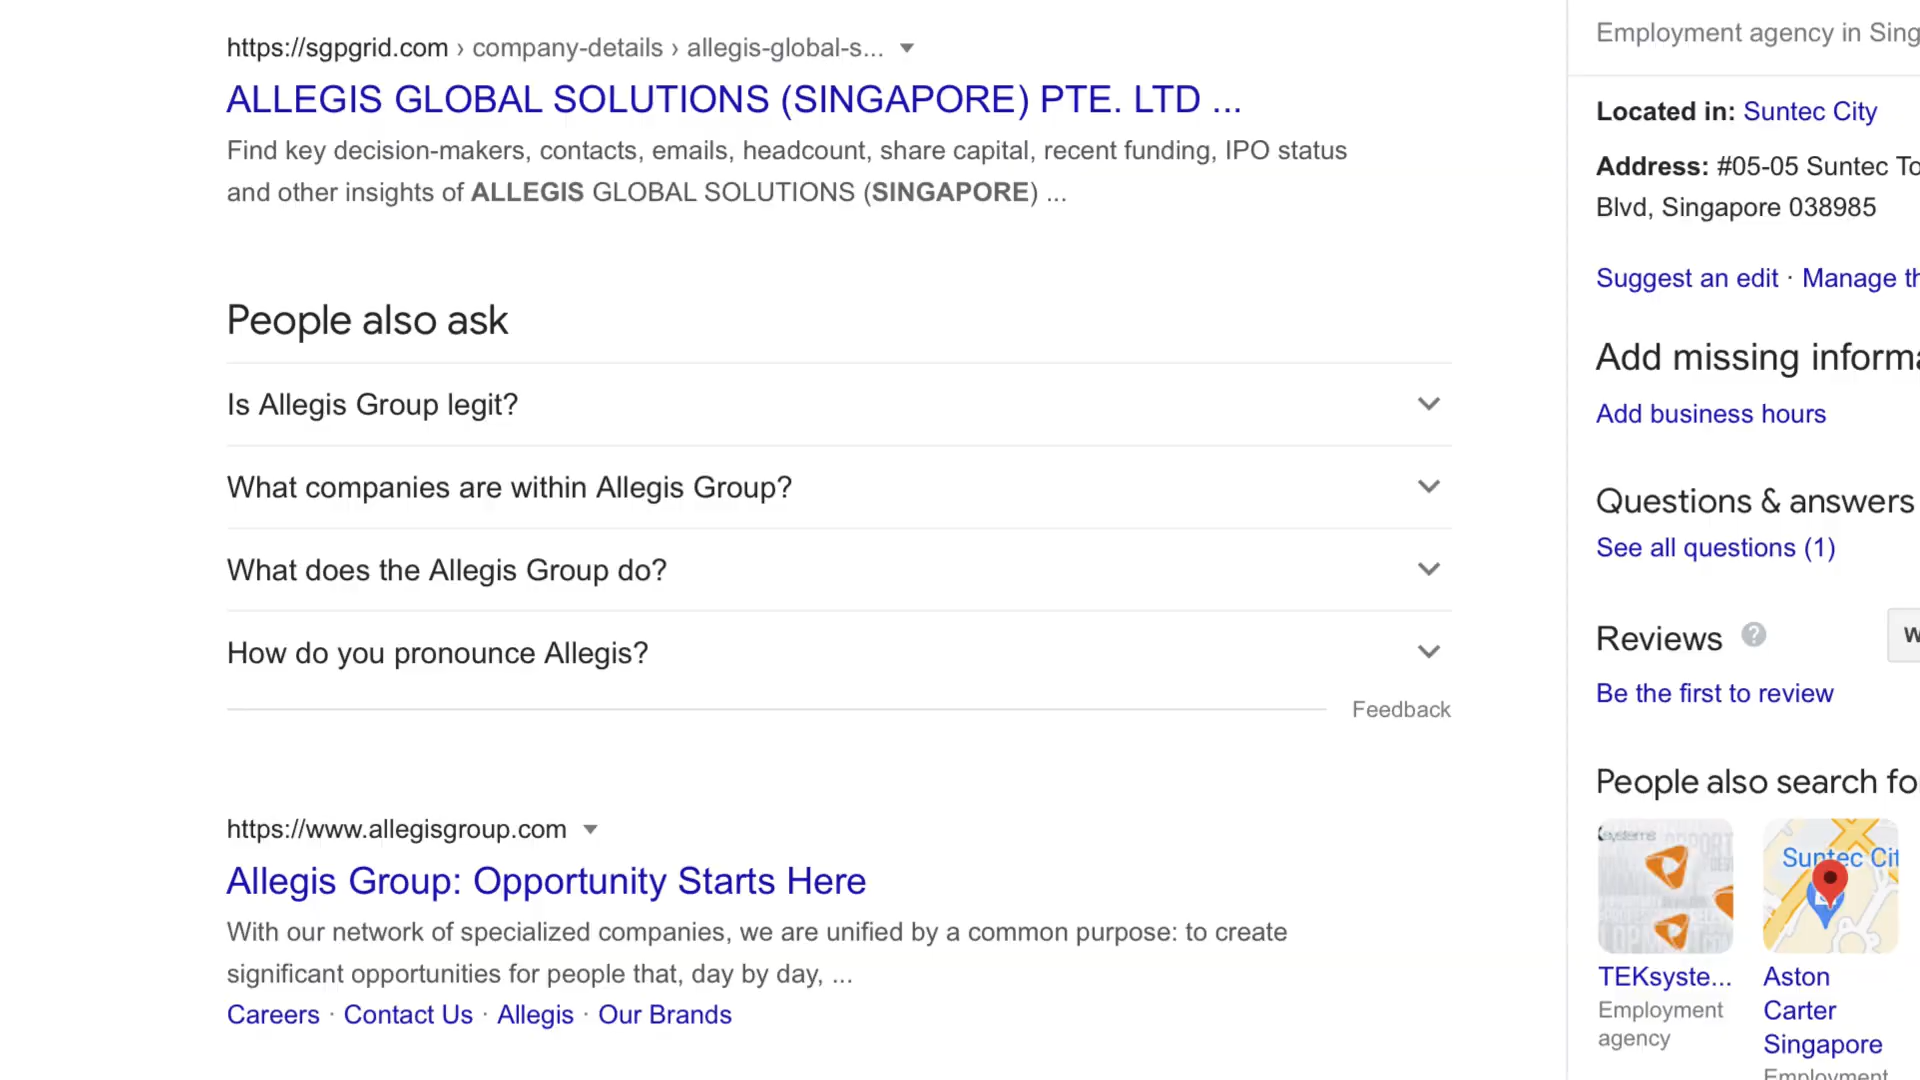 https://sgpgrid.com › company-details › allegis-global-s...
ALLEGIS GLOBAL SOLUTIONS (SINGAPORE) PTE. LTD ...
Find key decision-makers, contacts, emails, headcount, share capital, recent funding, IPO status
and other insights of ALLEGIS GLOBAL SOLUTIONS (SINGAPORE) ...
People also ask
Is Allegis Group legit?
What companies are within Allegis Group?
What does the Allegis Group do?
How do you pronounce Allegis?
Feedback
https://www.allegisgroup.com
Allegis Group: Opportunity Starts Here
With our network of specialized companies, we are unified by a common purpose: to create
significant opportunities for people that, day by day, ...
Careers · Contact Us · Allegis · Our Brands
Employment agency in Sing
Located in: Suntec City
Address: #05-05 Suntec To
Blvd, Singapore 038985
Suggest an edit · Manage th
Add missing informa
Add business hours
Questions & answers
See all questions (1)
Reviews
W
Be the first to review
People also search fo
systems
Suntec Cit
TEKsyste...
Employment
agency
Aston
Carter
Singapore
Employment